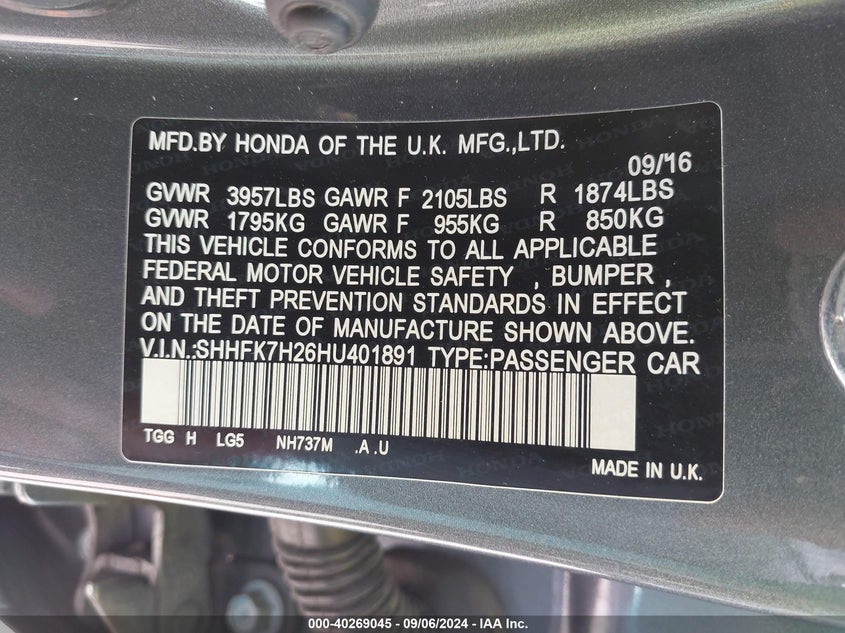 MFD.BY HONDA OF THE U.K. MFG.,LTD.
09/16
GVWR 3957LBS GAWR F 2105LBS R 1874LBS
GVWR 1795KG GAWR F 955KG R 850KG
THIS VEHICLE CONFORMS TO ALL APPLICABLE
FEDERAL MOTOR VEHICLE SAFETY , BUMPER ,
AND THEFT PREVENTION STANDARDS IN EFFECT
ON THE DATE OF MANUFACTURE SHOWN ABOVE.
V.I.N.:SHHFK7H26HU401891 TYPE:PASSENGER CAR
TGG H LG5 NH737M .A .U
MADE IN U.K.
000-40269045 - 09/06/2024 - IAA Inc.